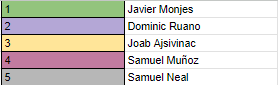 1 Javier Monjes
2 Dominic Ruano
3 Joab Ajsivinac
4 Samuel Muñoz
5 Samuel Neal